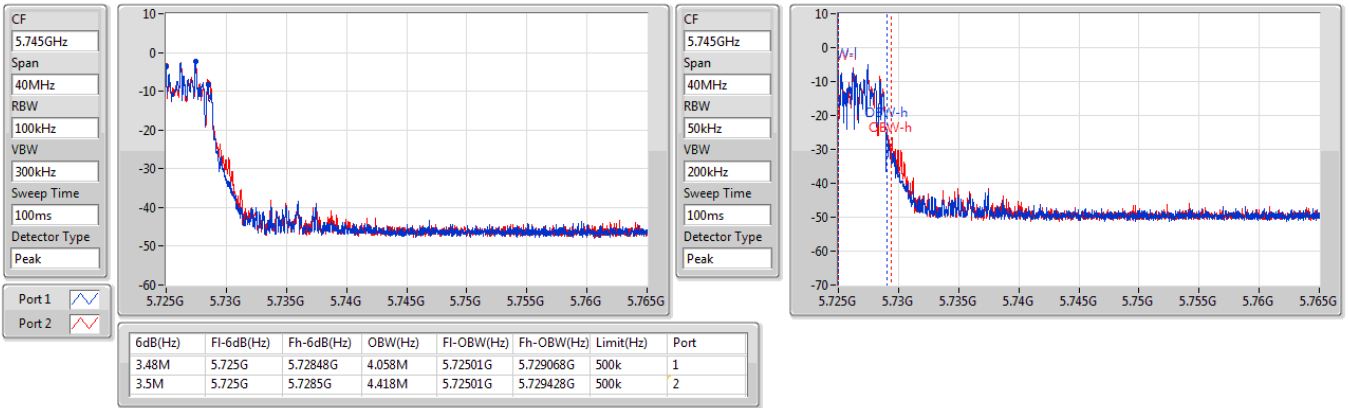 CF
5.745GHz
Span
40MHz
RBW
100kHz
VBW
300kHz
Sweep Time
100ms
Detector Type
Peak
Port 1
Port 2
10
0
-10
-20
-30
-40
-50
-60
5.725G 5.73G 5.735G 5.74G 5.745G 5.75G 5.755G 5.76G 5.765G
CF
5.745GHz
Span
40MHz
RBW
50kHz
VBW
200kHz
Sweep Time
100ms
Detector Type
Peak
10
0
-10
-20
-30
-40
-50
-60
-70
W-l
OBW-h
OBW-h
5.725G 5.73G 5.735G 5.74G 5.745G 5.75G 5.755G 5.76G 5.765G
6dB(Hz) Fl-6dB(Hz) Fh-6dB(Hz) OBW(Hz) Fl-OBW(Hz) Fh-OBW(Hz) Limit(Hz) Port
3.48M 5.725G 5.72848G 4.058M 5.72501G 5.729068G 500k 1
3.5M 5.725G 5.7285G 4.418M 5.72501G 5.729428G 500k 2